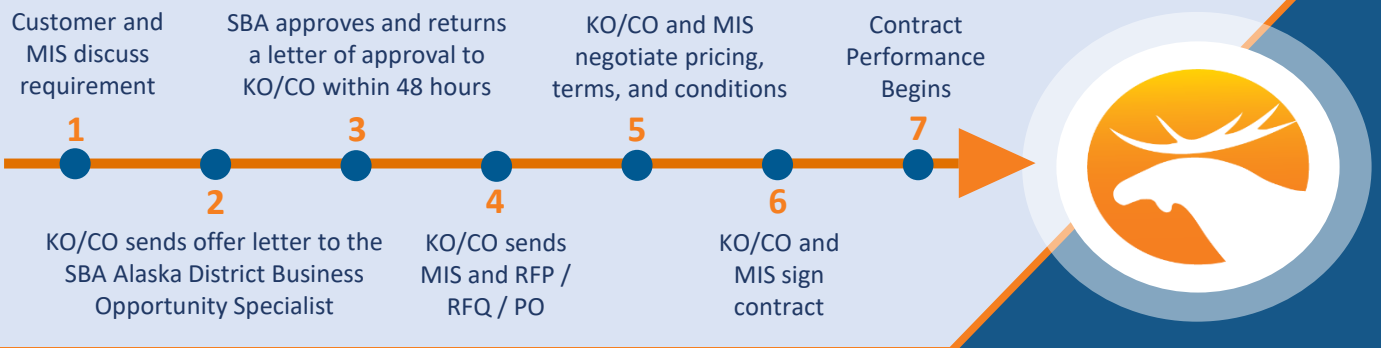 Customer and
MIS discuss
requirement
1
KO/CO sends offer letter to the
SBA Alaska District Business
Opportunity Specialist
2
SBA approves and returns
a letter of approval to
KO/CO within 48 hours
3
KO/CO sends
MIS and RFP /
RFQ / PO
4
KO/CO and MIS
negotiate pricing,
terms, and conditions
5
KO/CO and
MIS sign
contract
6
Contract
Performance
Begins
7